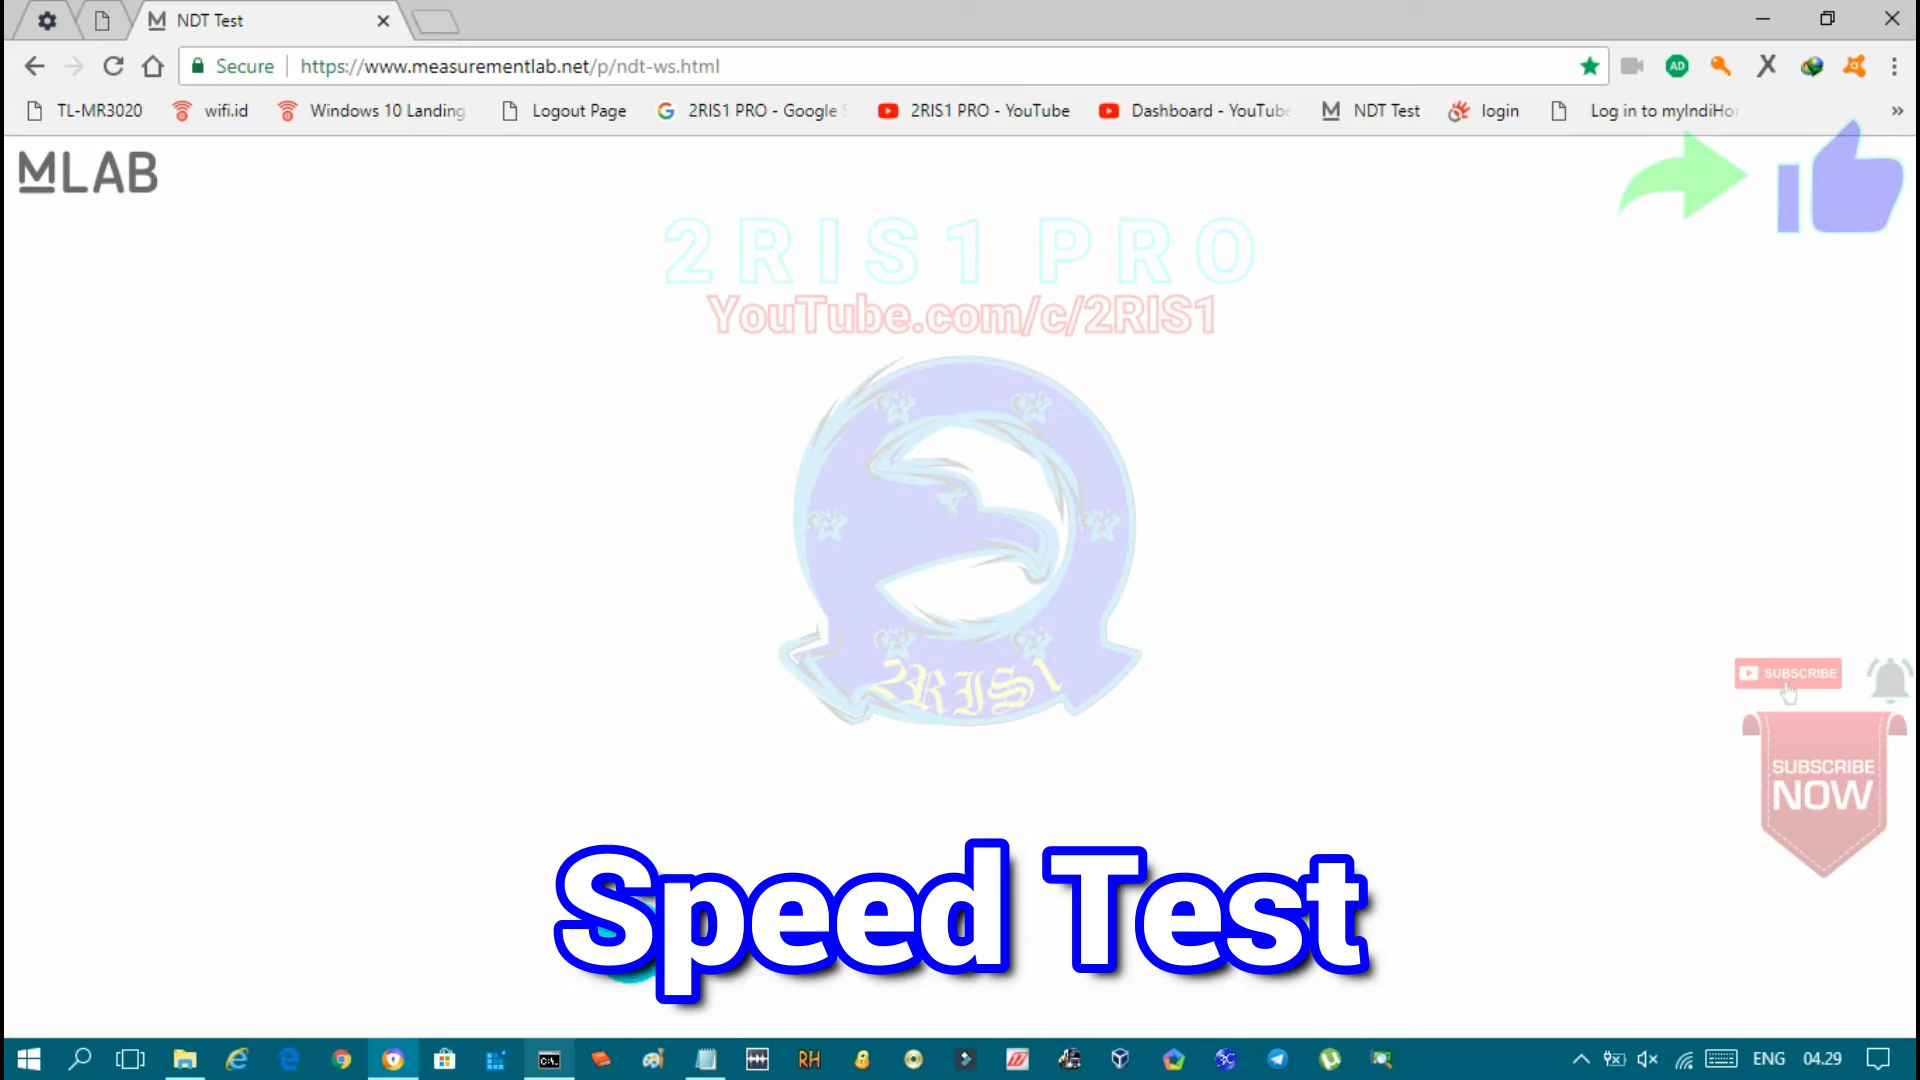 NDT Test
Secure
https://www.measurementlab.net/p/ndt-ws.html
AD
TL-MR3020
wifi.id
Windows 10 Landing
Logout Page
2RIS1 PRO - Google
2RIS1 PRO - YouTube
Dashboard - YouTube
NDT Test
login
Log in to myIndiHo
»
MLAB
2RIS1 PRO
YouTube.com/c/2RIS1
2RIS1
SUBSCRIBE
SUBSCRIBE
NOW
Speed Test
RH
ENG
04.29